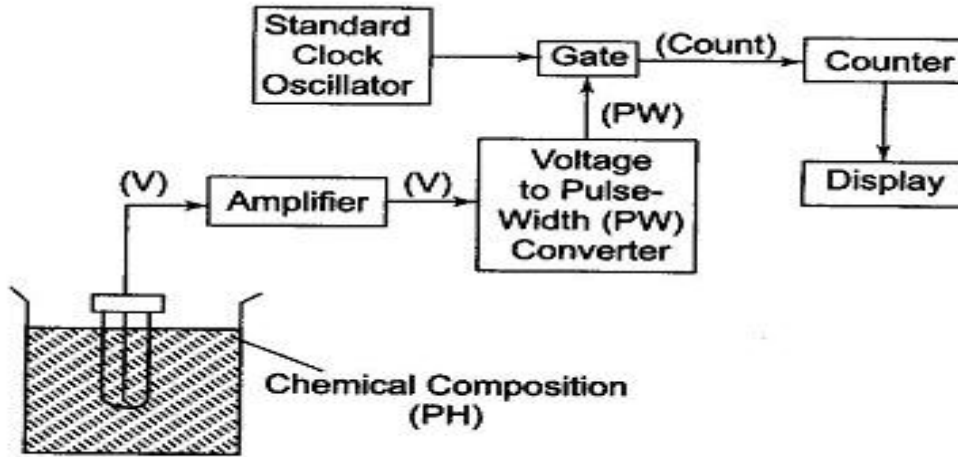 Standard
Clock
Oscillator
Gate
(Count)
Counter
(PW)
Display
Voltage
to Pulse-
Width (PW)
Converter
(V)
Amplifier
(V)
Chemical Composition
(PH)